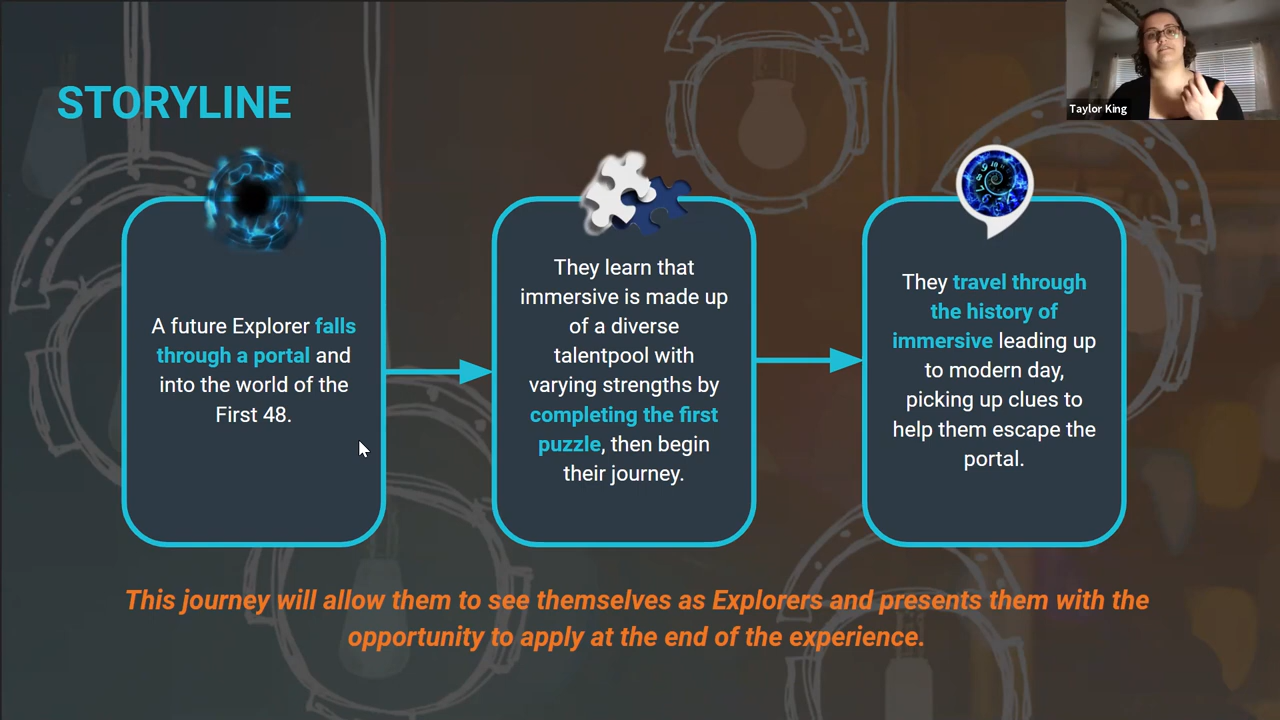 STORYLINE
Taylor King
A future Explorer falls
through a portal and
into the world of the
First 48.
They learn that
immersive is made up
of a diverse
talentpool with
varying strengths by
completing the first
puzzle, then begin
their journey.
They travel through
the history of
immersive leading up
to modern day,
picking up clues to
help them escape the
portal.
This journey will allow them to see themselves as Explorers and presents them with the
opportunity to apply at the end of the experience.